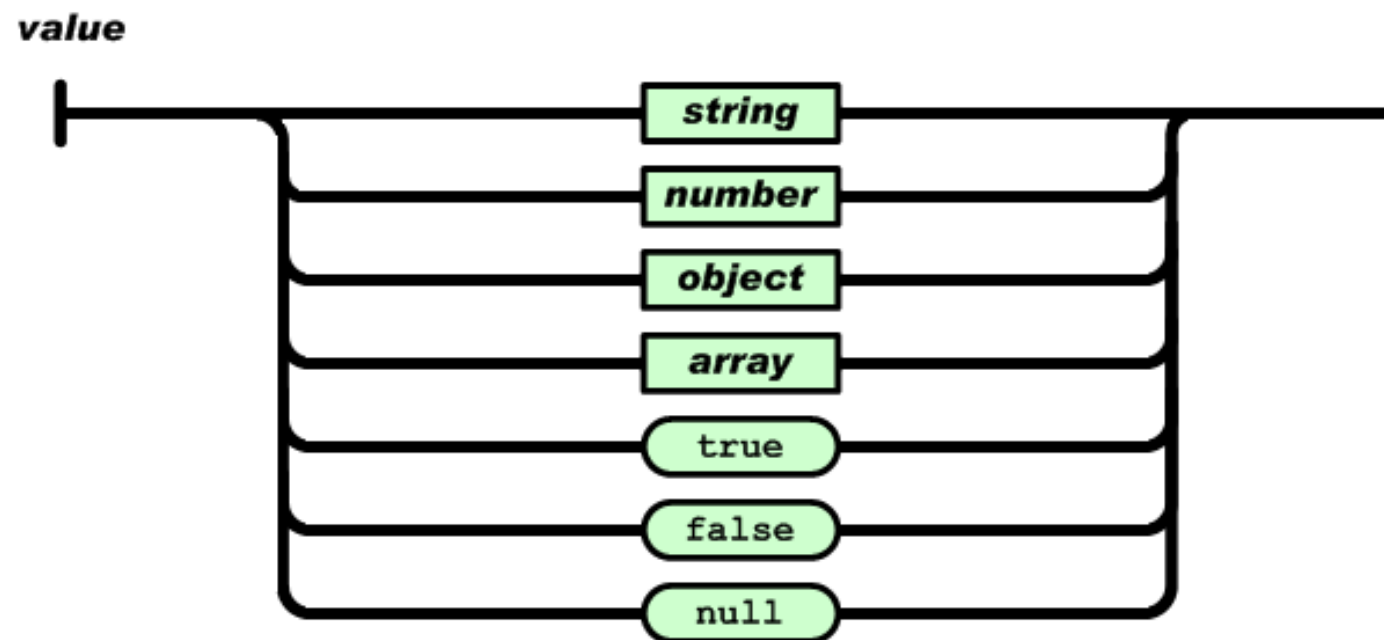 value
string
number
object
array
true
false
null